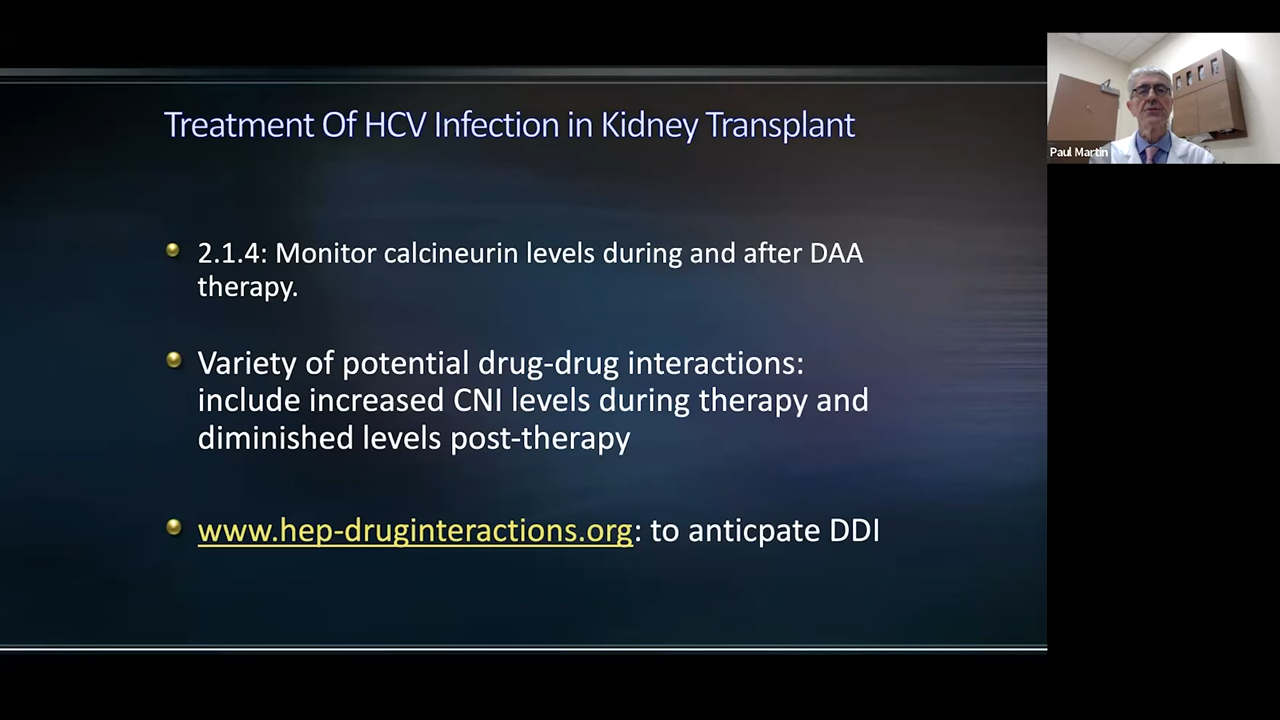 Treatment Of HCV Infection in Kidney Transplant
2.1.4: Monitor calcineurin levels during and after DAA
therapy.
Variety of potential drug-drug interactions:
include increased CNI levels during therapy and
diminished levels post-therapy
www.hep-druginteractions.org: to anticpate DDI
Paul Martin